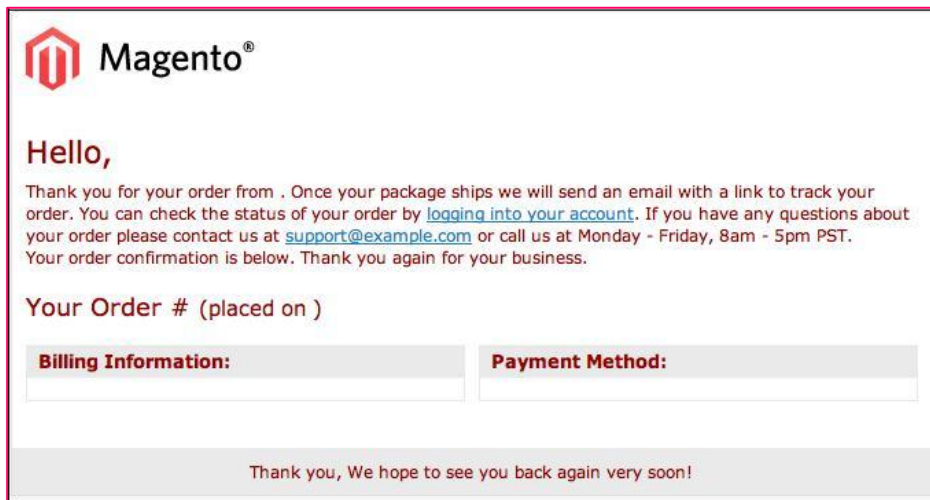 Magento®
Hello,
Thank you for your order from . Once your package ships we will send an email with a link to track your
order. You can check the status of your order by logging into your account. If you have any questions about
your order please contact us at support@example.com or call us at Monday - Friday, 8am - 5pm PST.
Your order confirmation is below. Thank you again for your business.
Your Order # (placed on )
Billing Information:
Payment Method:
Thank you, We hope to see you back again very soon!